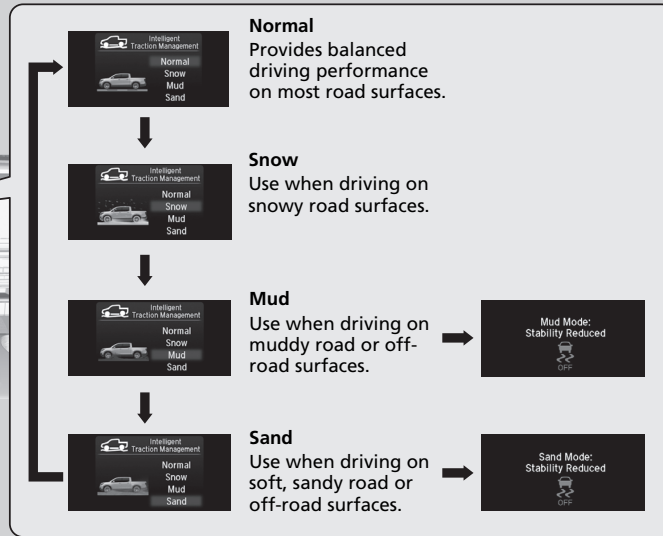 Intelligent
Traction Management
Normal
Snow
Mud
Sand
Normal
Provides balanced
driving performance
on most road surfaces.
Intelligent
Traction Management
Normal
Snow
Mud
Sand
Snow
Use when driving on
snowy road surfaces.
Intelligent
Traction Management
Normal
Snow
Mud
Sand
Mud
Use when driving on
muddy road or off-
road surfaces.
Mud Mode:
Stability Reduced
OFF
Intelligent
Traction Management
Normal
Snow
Mud
Sand
Sand
Use when driving on
soft, sandy road or
off-road surfaces.
Sand Mode:
Stability Reduced
OFF